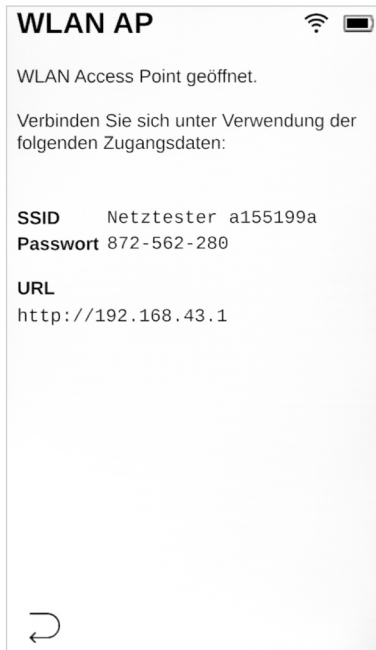 WLAN AP
WLAN Access Point geöffnet.
Verbinden Sie sich unter Verwendung der
folgenden Zugangsdaten:
SSID Netztester a155199a
Passwort 872-562-280
URL
http://192.168.43.1